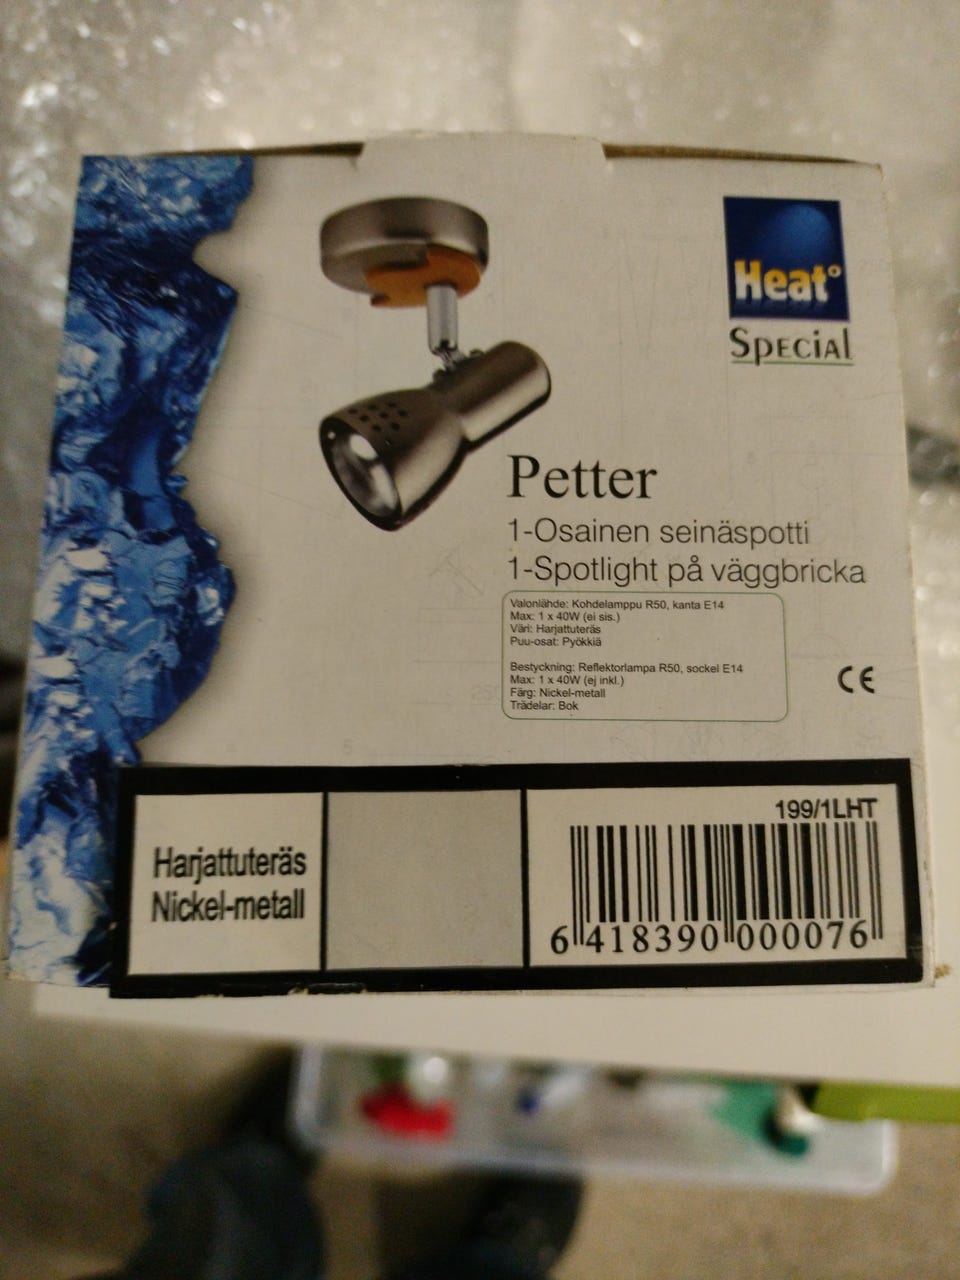 Heat°
Special
Petter
1-Osainen seinäspotti
1-Spotlight på väggbricka
Valonlähde: Kohdelamppu R50, kanta E14
Max: 1 x 40W (ei sis.)
Väri: Harjattuteräs
Puu-osat: Pyökkiä
Bestyckning: Reflektorlampa R50, sockel E14
Max: 1 x 40W (ej inkl.)
Färg: Nickel-metall
Trädelar: Bok
CE
Harjattuteräs
Nickel-metall
199/1LHT
6 418390 000076